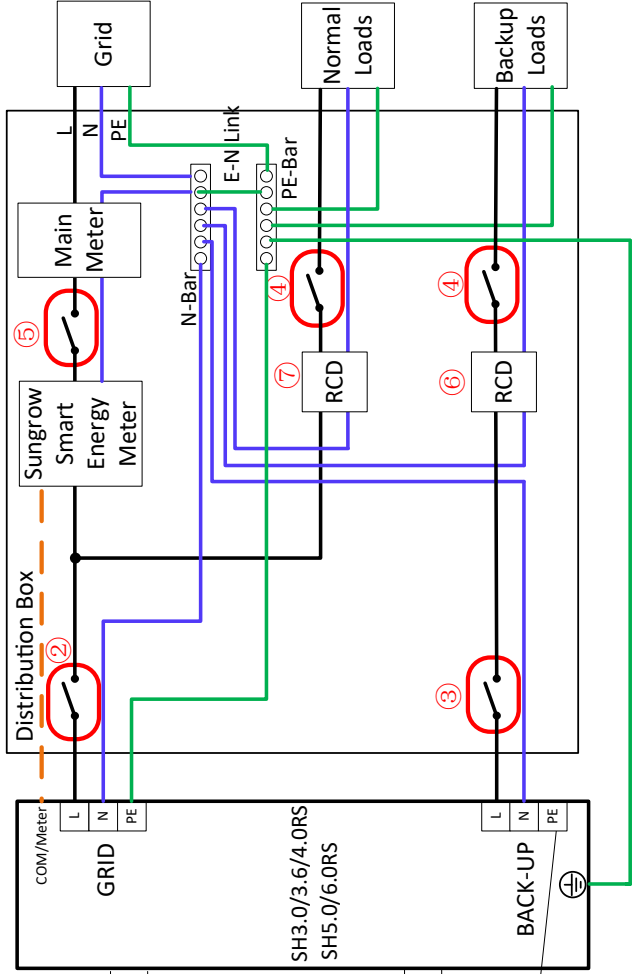 Grid
Normal
Loads
Backup
Loads
L
N
PE
E-N Link
PE-Bar
N-Bar
Main
Meter
⑤
④
④
Sungrow
Smart
Energy
Meter
⑦
RCD
⑥
RCD
Distribution Box
②
③
COM/Meter
L
N
PE
GRID
SH3.0/3.6/4.0RS
SH5.0/6.0RS
L
N
PE
BACK-UP